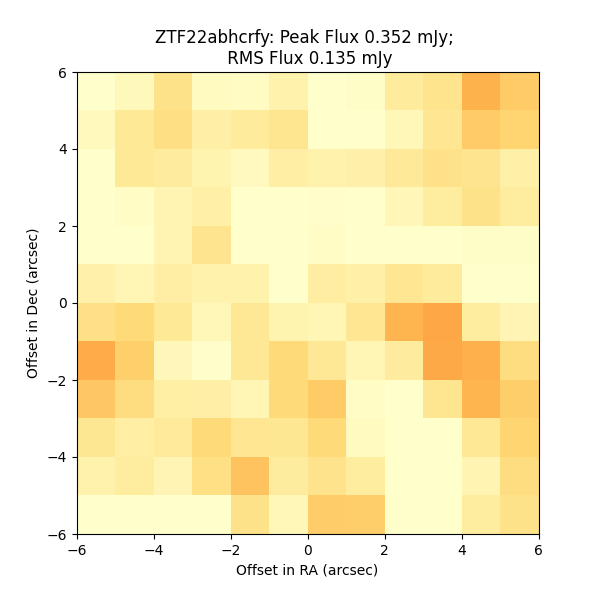 ZTF22abhcrfy: Peak Flux 0.352 mJy;
RMS Flux 0.135 mJy
6
4
2
0
−2
−4
−6
Offset in Dec (arcsec)
−6 −4 −2 0 2 4 6
Offset in RA (arcsec)